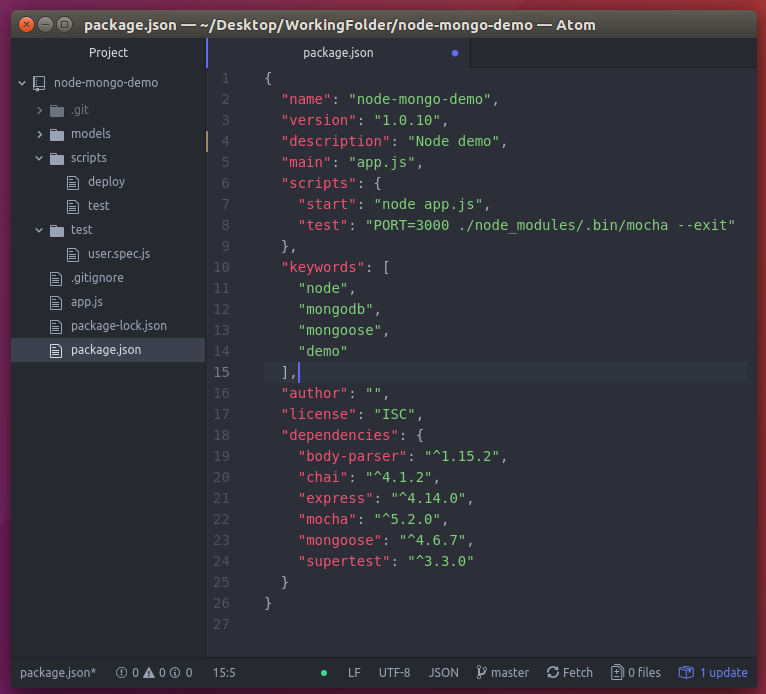 package.json — ~/Desktop/WorkingFolder/node-mongo-demo — Atom
Project
node-mongo-demo
.git
models
scripts
deploy
test
test
user.spec.js
.gitignore
app.js
package-lock.json
package.json
package.json
1 {
2 "name": "node-mongo-demo",
3 "version": "1.0.10",
4 "description": "Node demo",
5 "main": "app.js",
6 "scripts": {
7 "start": "node app.js",
8 "test": "PORT=3000 ./node_modules/.bin/mocha --exit"
9 },
10 "keywords": [
11 "node",
12 "mongodb",
13 "mongoose",
14 "demo"
15 ],
16 "author": "",
17 "license": "ISC",
18 "dependencies": {
19 "body-parser": "^1.15.2",
20 "chai": "^4.1.2",
21 "express": "^4.14.0",
22 "mocha": "^5.2.0",
23 "mongoose": "^4.6.7",
24 "supertest": "^3.3.0"
25 }
26 }
27
package.json* 0 0 0 15:5 LF UTF-8 JSON master Fetch 0 files 1 update